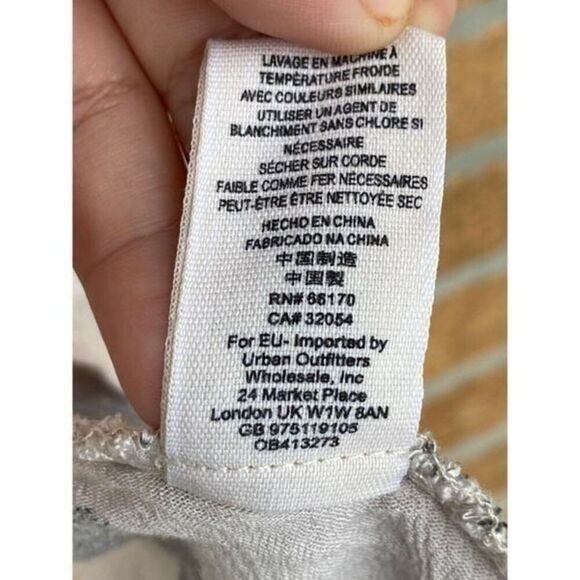 LAVAGE EN MACHINE À
TEMPÉRATURE FROIDE
AVEC COULEURS SIMILAIRES
UTILISER UN AGENT DE
BLANCHIMENT SANS CHLORE SI
NÉCESSAIRE
SÉCHER SUR CORDE
FAIBLE COMME FER NÉCESSAIRES
PEUT-ÊTRE ÊTRE NETTOYÉE SEC
HECHO EN CHINA
FABRICADO NA CHINA
中国制造
中国製
RN# 66170
CA# 32054
For EU- Imported by
Urban Outfitters
Wholesale, Inc
24 Market Place
London UK W1W 8AN
GB 975119105
OB413273